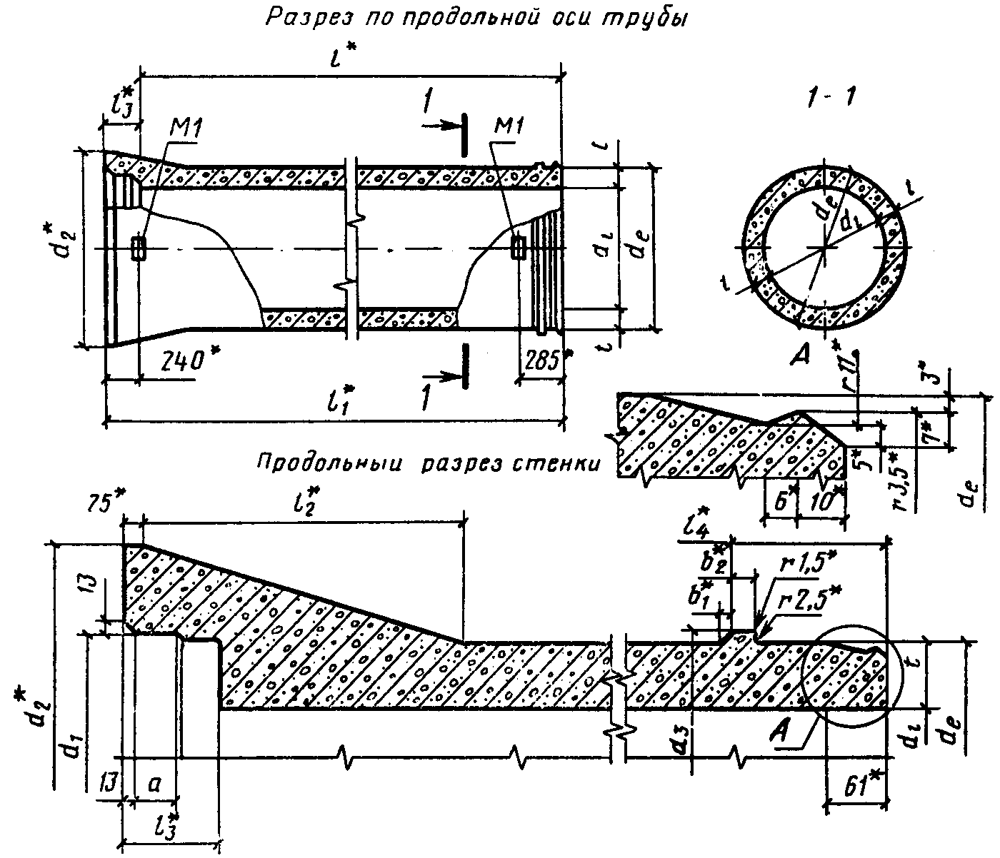 Разрез по продольной оси трубы
l*
l₃*
М1
1
М1
1-1
l
d₂*
dᵢ
dₑ
dₑ
dᵢ
t
t
t
240*
285*
1
l₁*
А
r11*
3*
7*
5*
r3,5*
dₑ
6*
10*
Продольный разрез стенки
75*
l₂*
l₄*
b₂*
r1,5*
b₁*
r2,5*
13
d₂*
d₁
d₃
А
t
dᵢ
dₑ
13
a
l₃*
61*